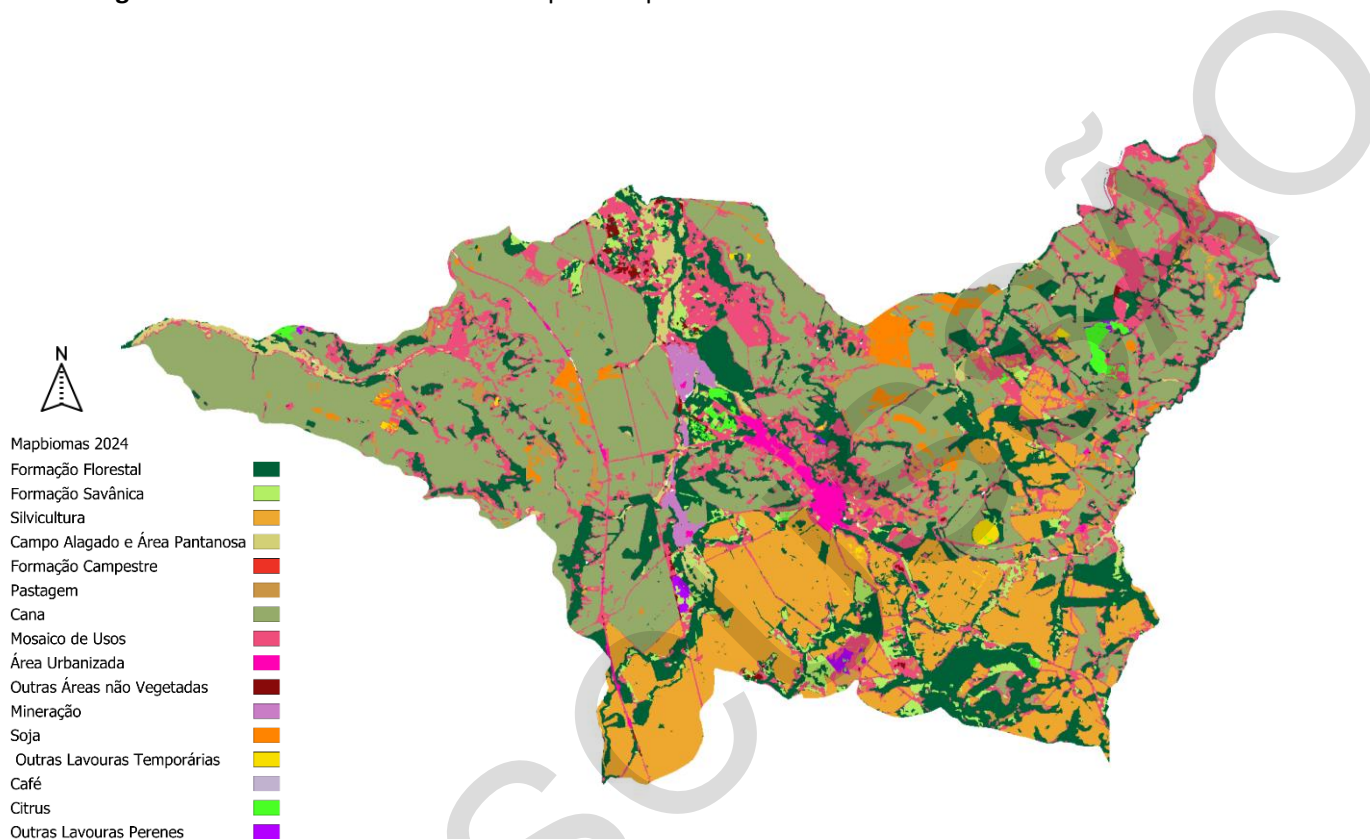 N
Mapbiomas 2024
Formação Florestal
Formação Savânica
Silvicultura
Campo Alagado e Área Pantanosa
Formação Campestre
Pastagem
Cana
Mosaico de Usos
Área Urbanizada
Outras Áreas não Vegetadas
Mineração
Soja
Outras Lavouras Temporárias
Café
Citrus
Outras Lavouras Perenes